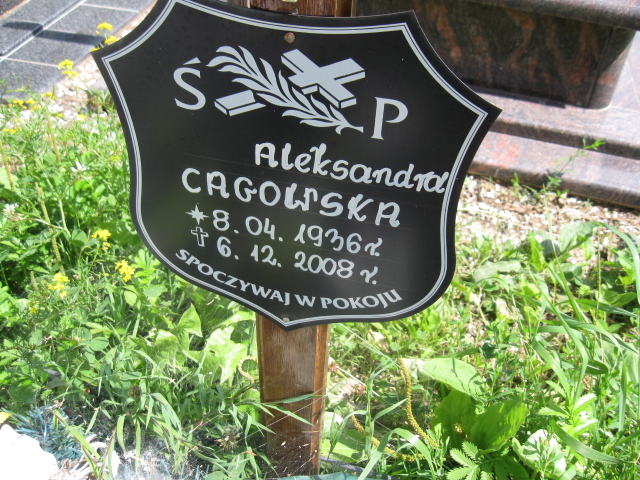 Ś P
Aleksandra
CAGOWSKA
8. 04. 1936 r.
6. 12. 2008 r.
SPOCZYWAJ W POKOJU